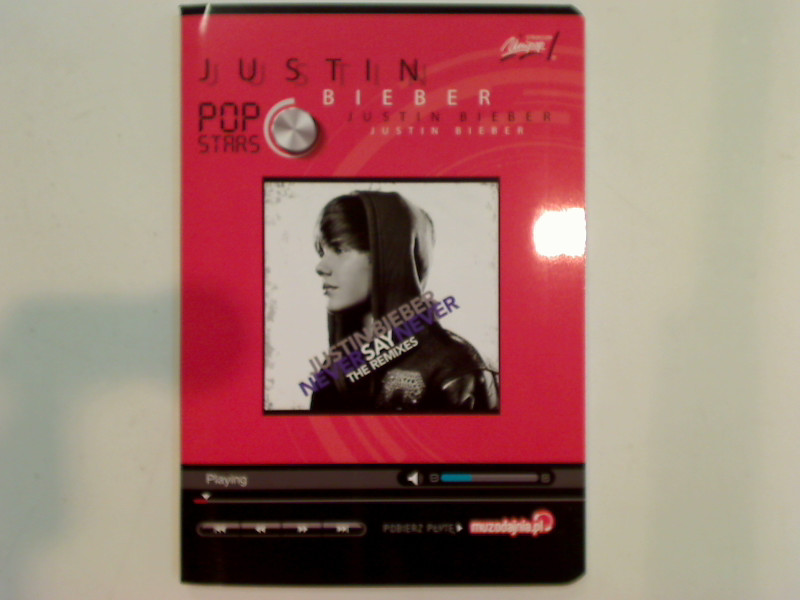 JUSTIN
BIEBER
JUSTIN BIEBER
JUSTIN BIEBER
POP
STARS
JUSTIN BIEBER
NEVER SAY NEVER
THE REMIXES
Playing
POBIERZ PŁYTĘ
muzodajnia.pl